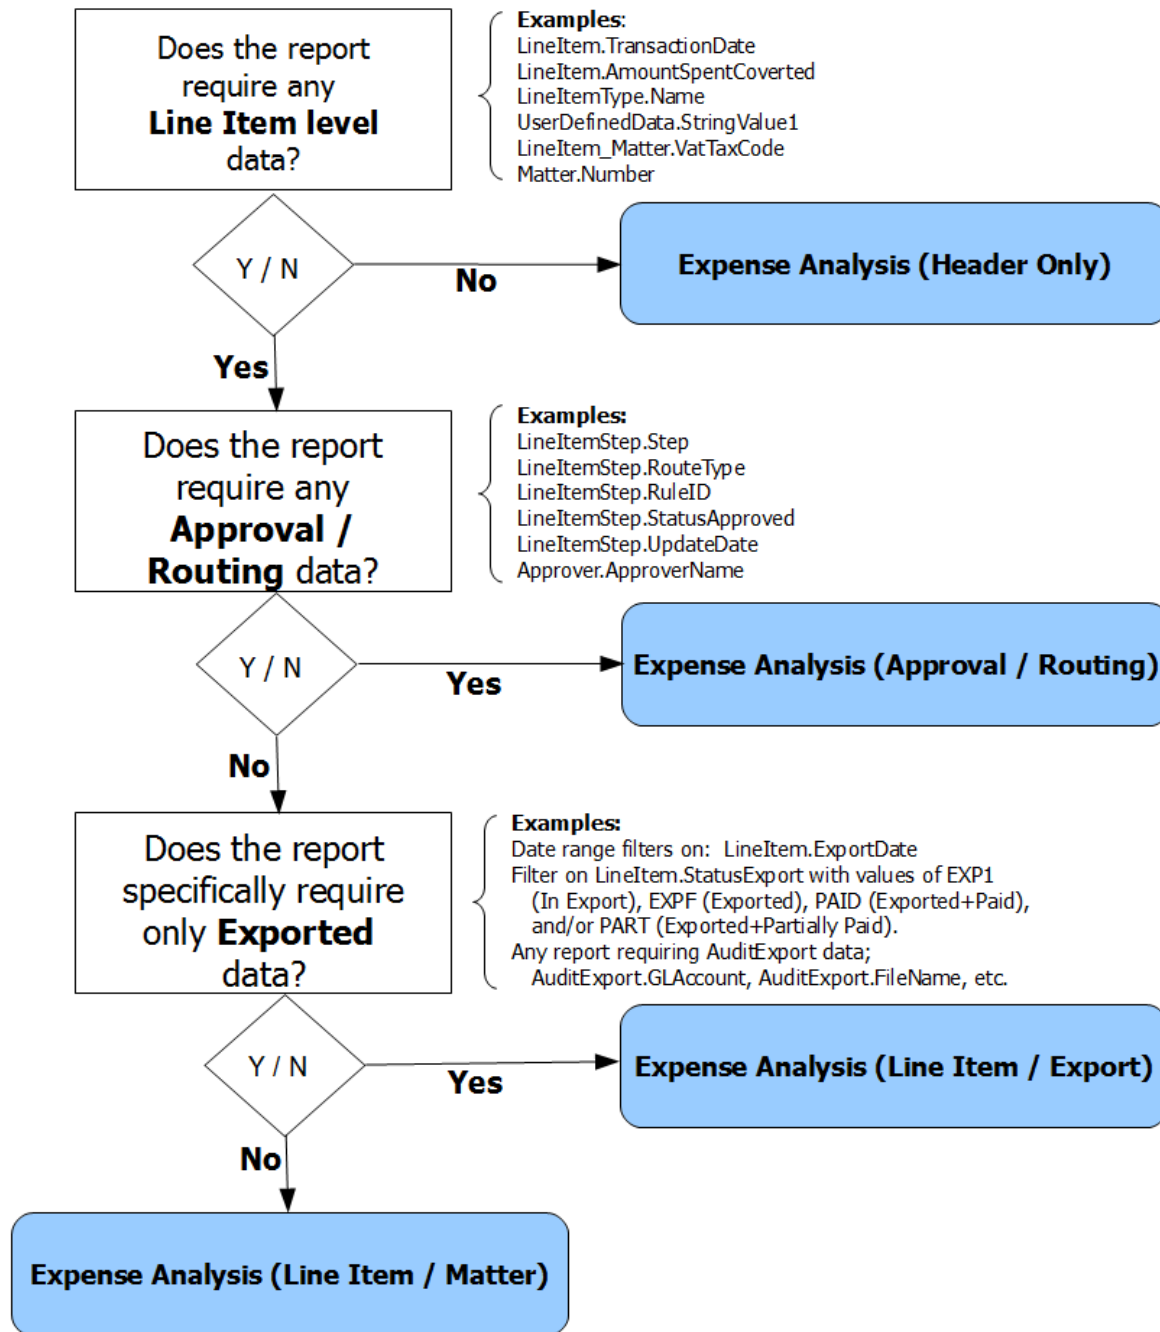 Does the report
require any
Line Item level
data?
Examples:
LineItem.TransactionDate
LineItem.AmountSpentCoverted
LineItemType.Name
UserDefinedData.StringValue1
LineItem_Matter.VatTaxCode
Matter.Number
Y / N
No
Expense Analysis (Header Only)
Yes
Does the report
require any
Approval /
Routing data?
Examples:
LineItemStep.Step
LineItemStep.RouteType
LineItemStep.RuleID
LineItemStep.StatusApproved
LineItemStep.UpdateDate
Approver.ApproverName
Y / N
Yes
Expense Analysis (Approval / Routing)
No
Does the report
specifically require
only Exported
data?
Examples:
Date range filters on: LineItem.ExportDate
Filter on LineItem.StatusExport with values of EXP1
(In Export), EXPF (Exported), PAID (Exported+Paid),
and/or PART (Exported+Partially Paid).
Any report requiring AuditExport data;
AuditExport.GLAccount, AuditExport.FileName, etc.
Y / N
Yes
Expense Analysis (Line Item / Export)
No
Expense Analysis (Line Item / Matter)